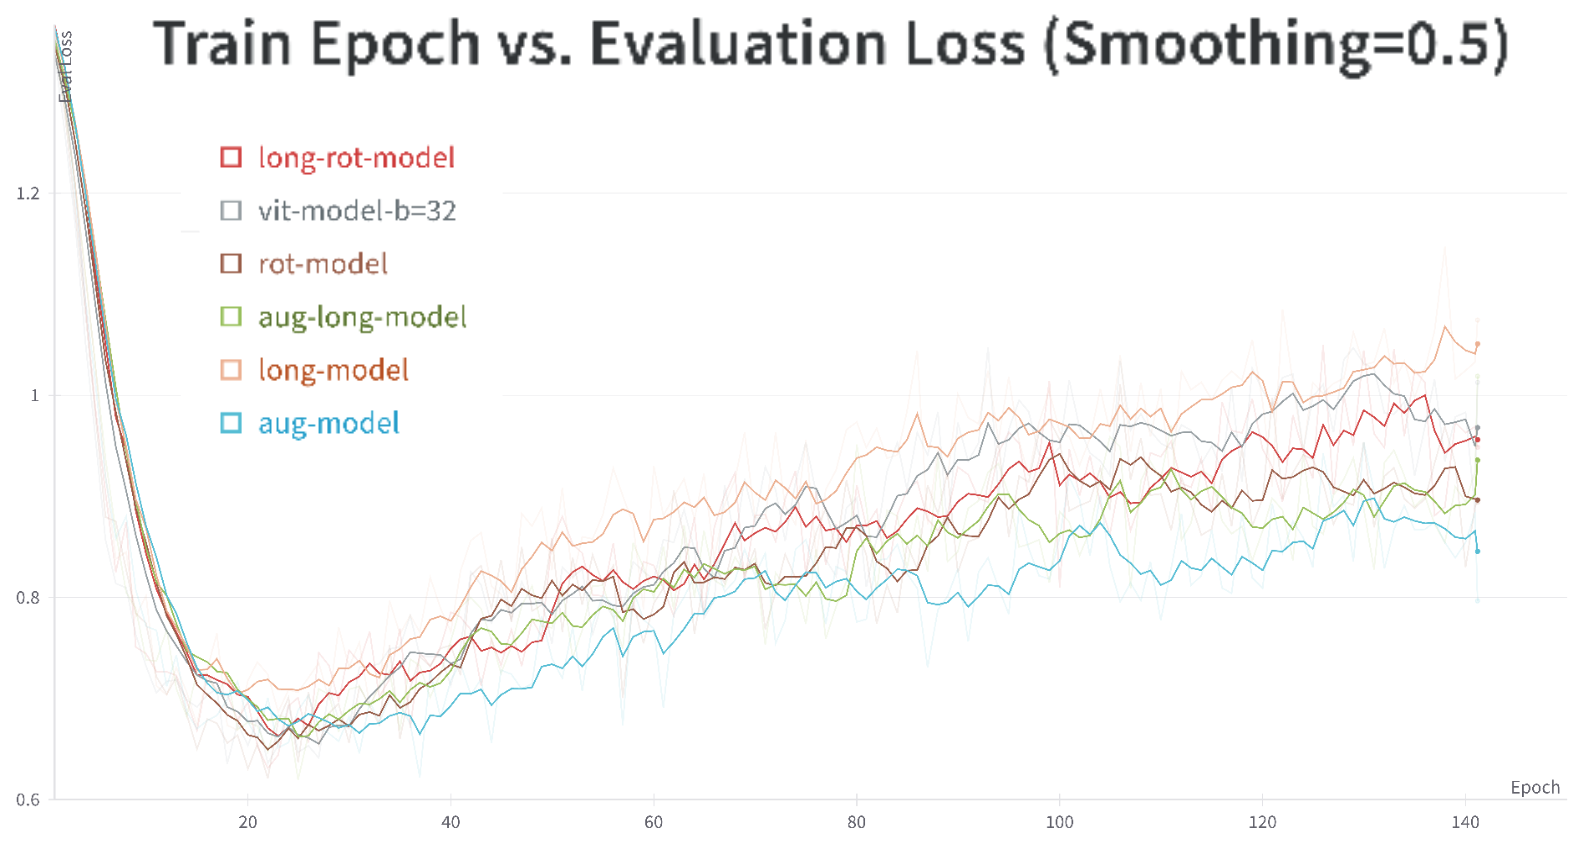 Train Epoch vs. Evaluation Loss (Smoothing=0.5)
Eval Loss
long-rot-model
vit-model-b=32
rot-model
aug-long-model
long-model
aug-model
1.2
1
0.8
0.6
Epoch
20 40 60 80 100 120 140